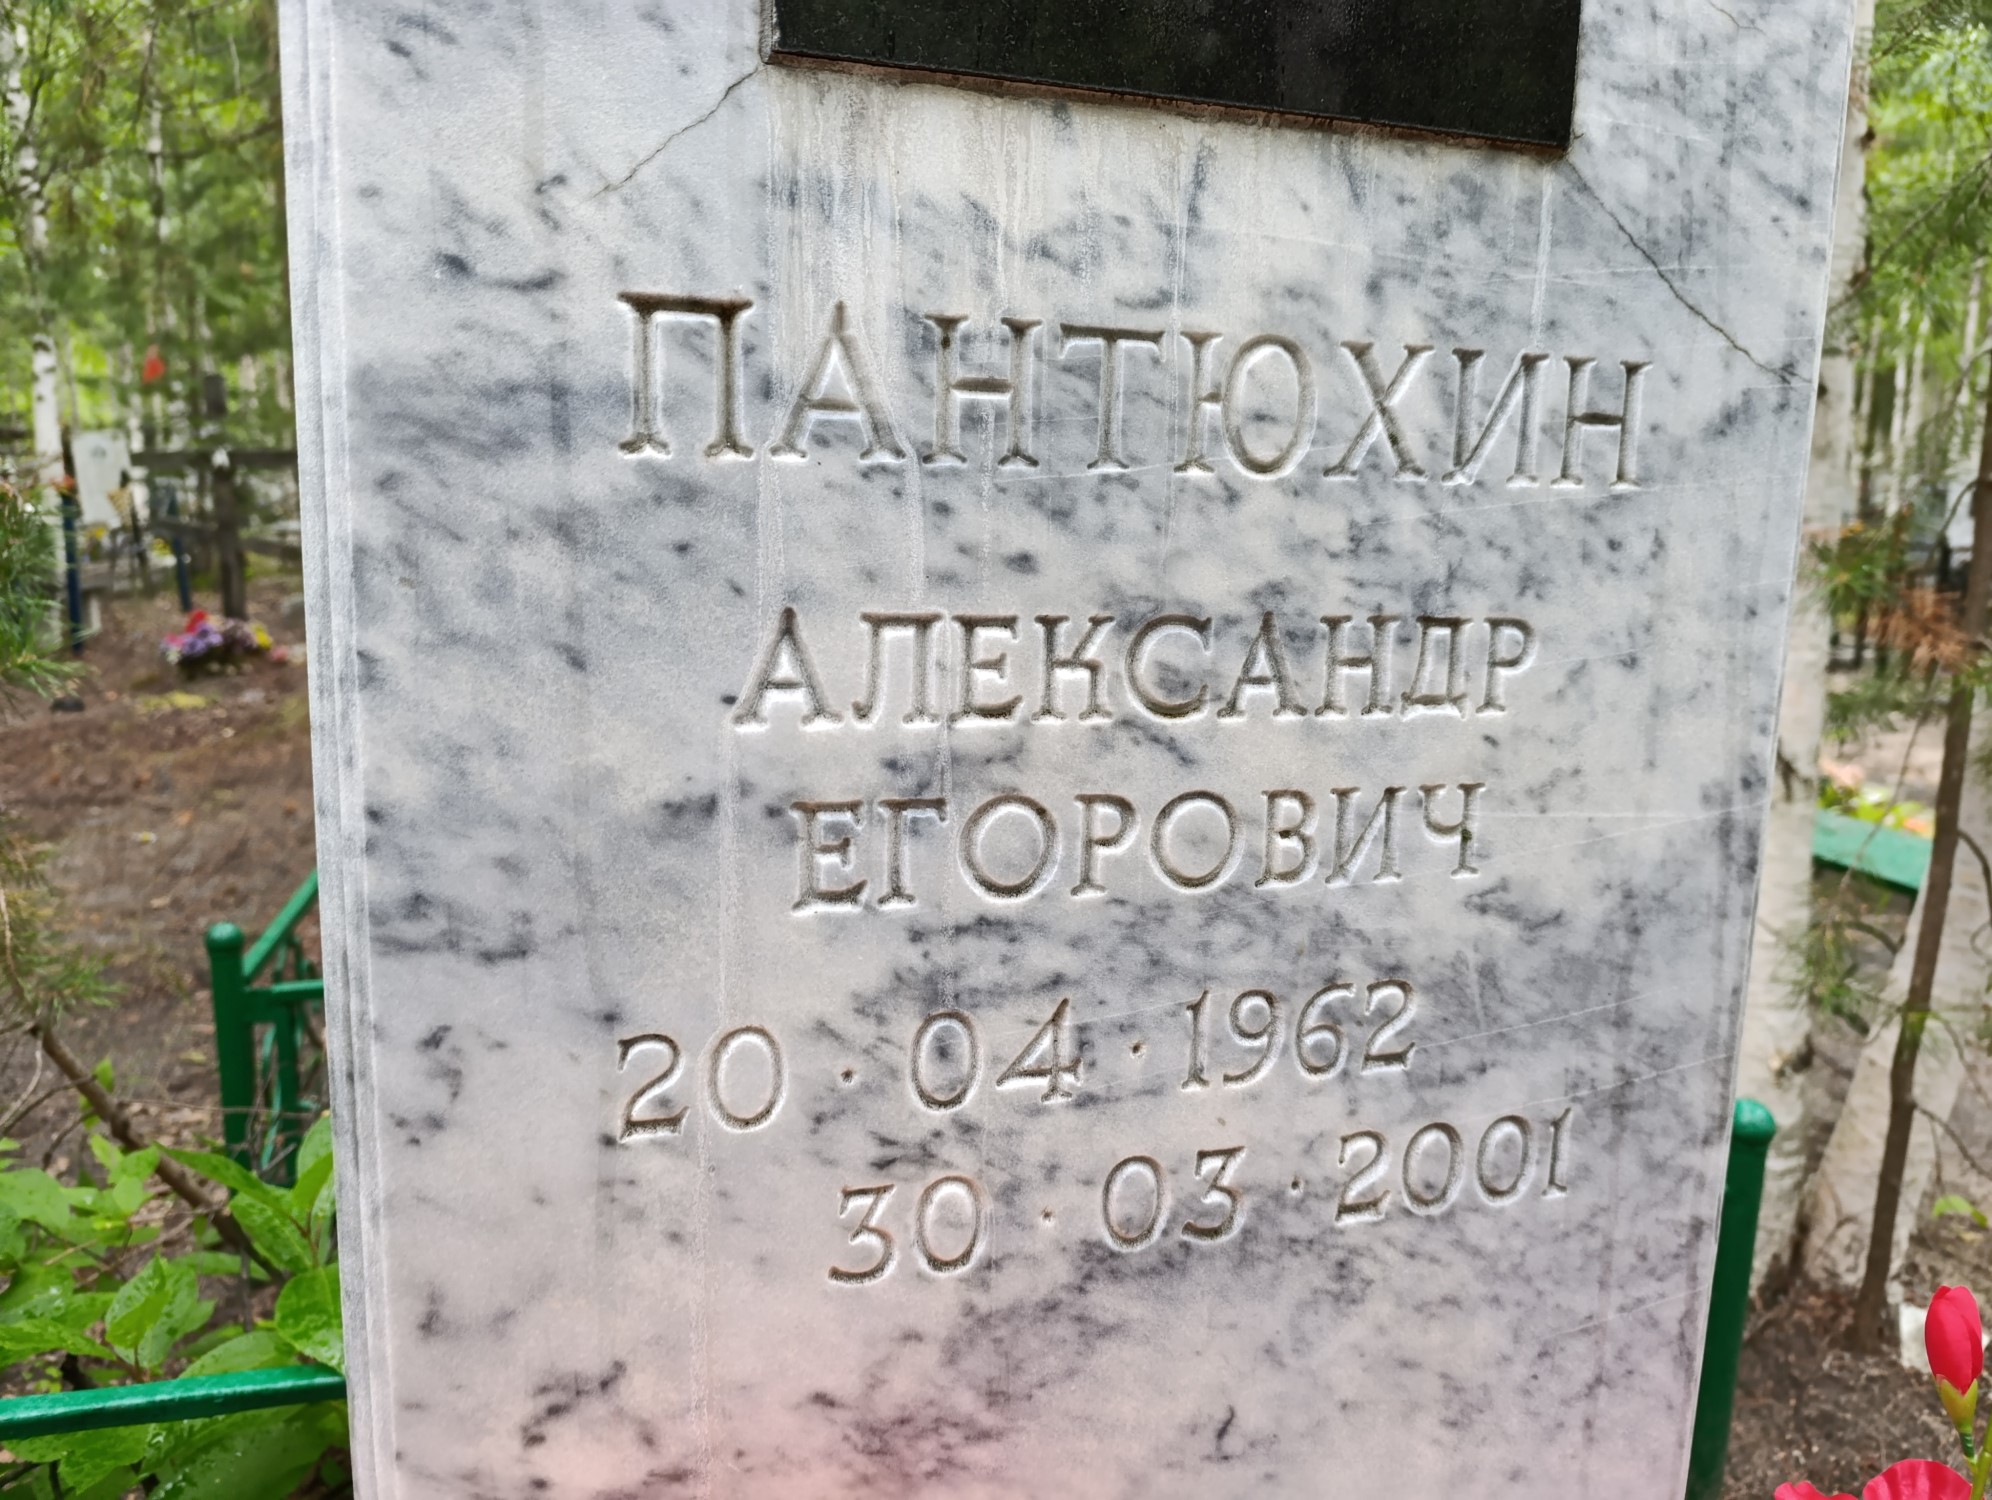 ПАНТЮХИН
АЛЕКСАНДР
ЕГОРОВИЧ
20·04·1962
30·03·2001